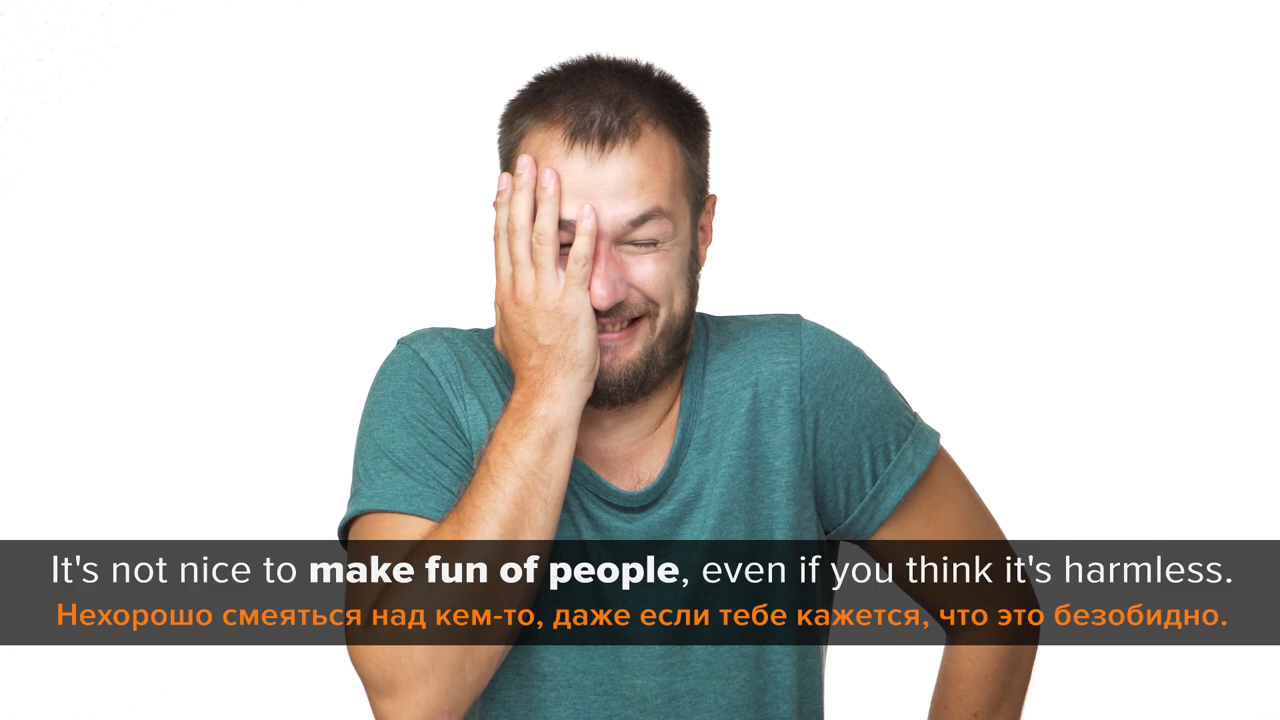 It's not nice to make fun of people, even if you think it's harmless.
Нехорошо смеяться над кем-то, даже если тебе кажется, что это безобидно.